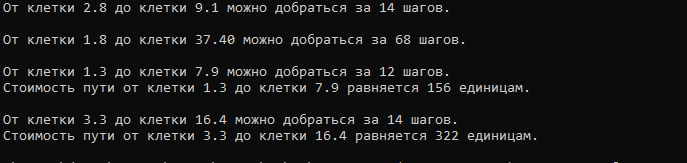 От клетки 2.8 до клетки 9.1 можно добраться за 14 шагов.
От клетки 1.8 до клетки 37.40 можно добраться за 68 шагов.
От клетки 1.3 до клетки 7.9 можно добраться за 12 шагов.
Стоимость пути от клетки 1.3 до клетки 7.9 равняется 156 единицам.
От клетки 3.3 до клетки 16.4 можно добраться за 14 шагов.
Стоимость пути от клетки 3.3 до клетки 16.4 равняется 322 единицам.